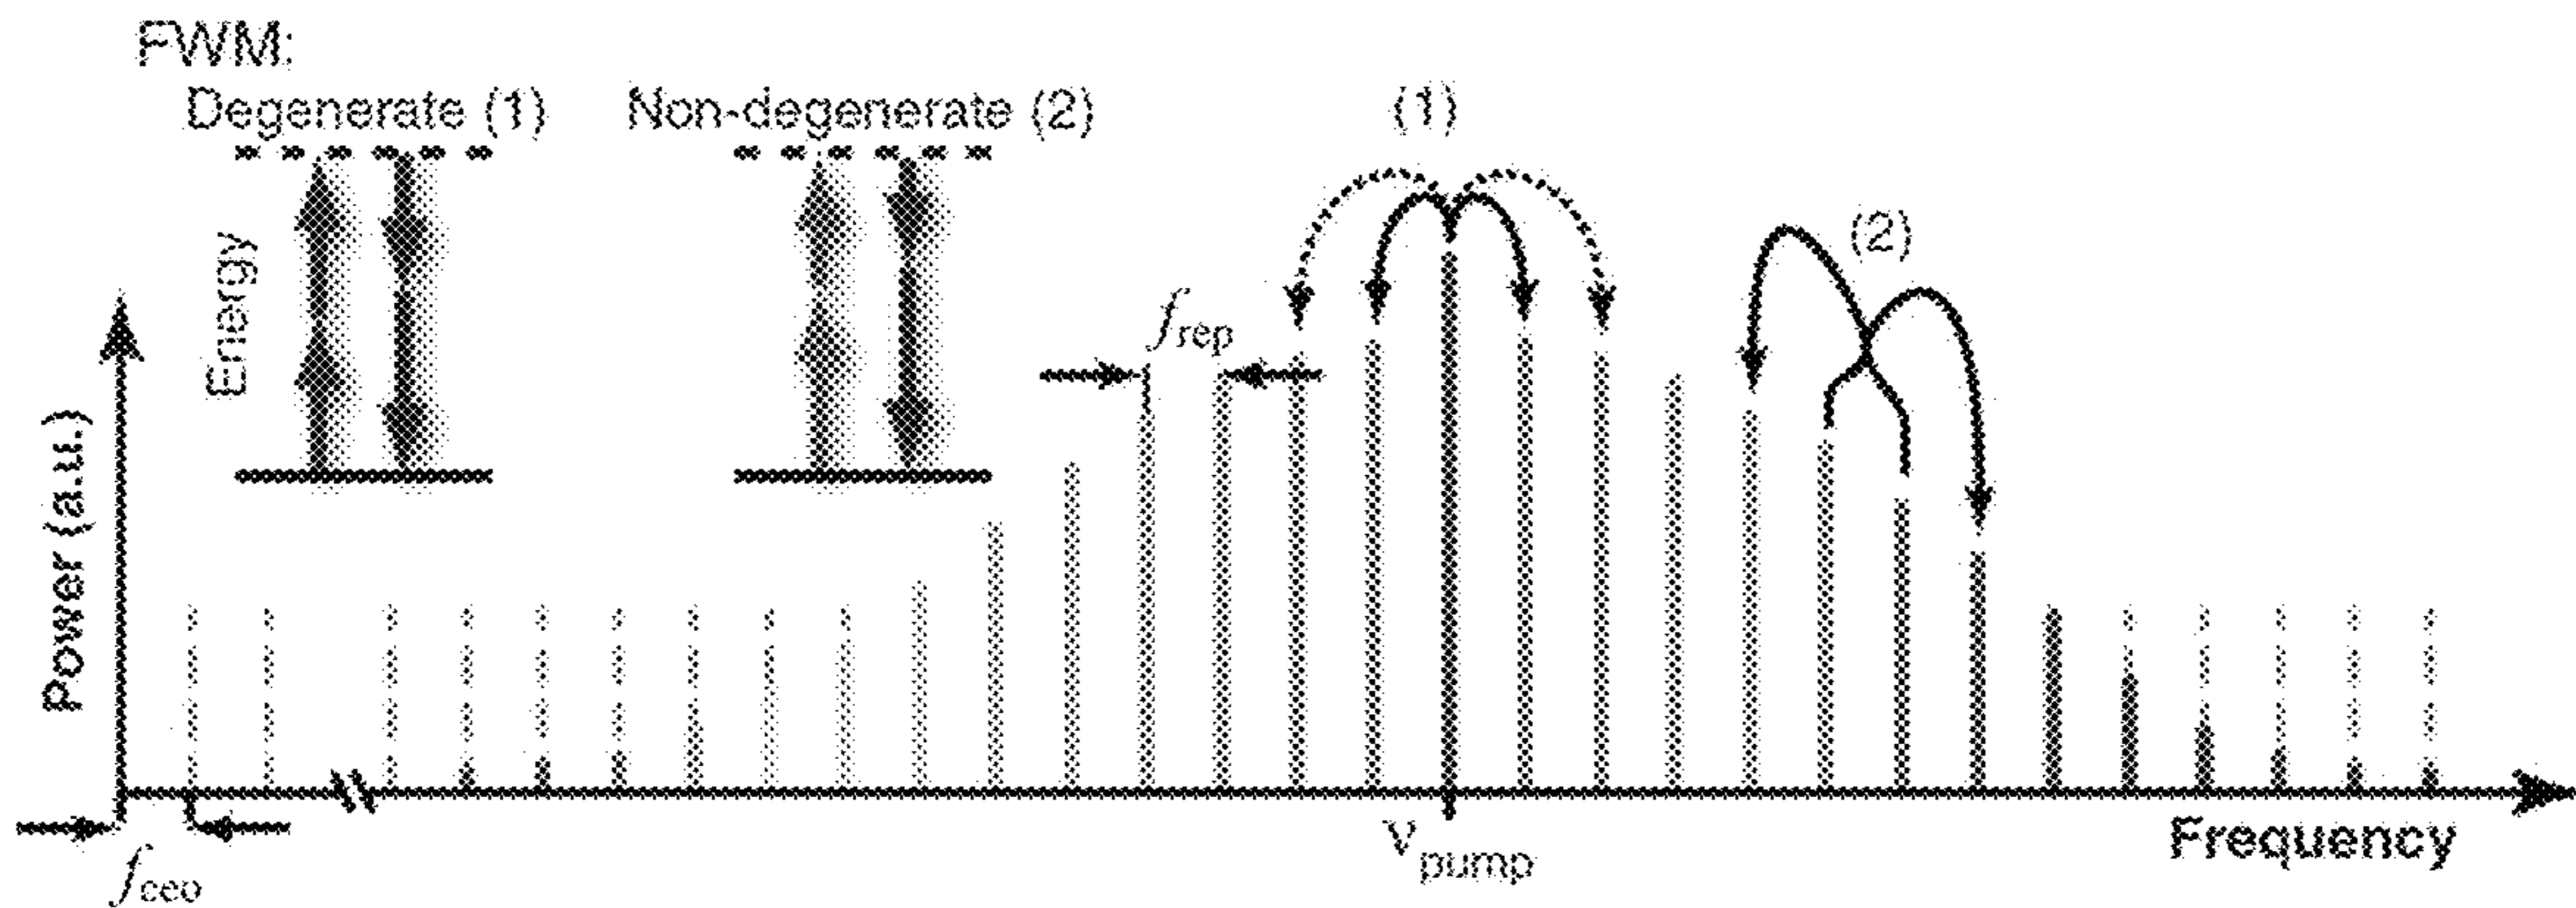 FWM:
Degenerate (1)
Non-degenerate (2)
(1)
(2)
Energy
f_rep
Power (a.u.)
f_ceo
ν_pump
Frequency